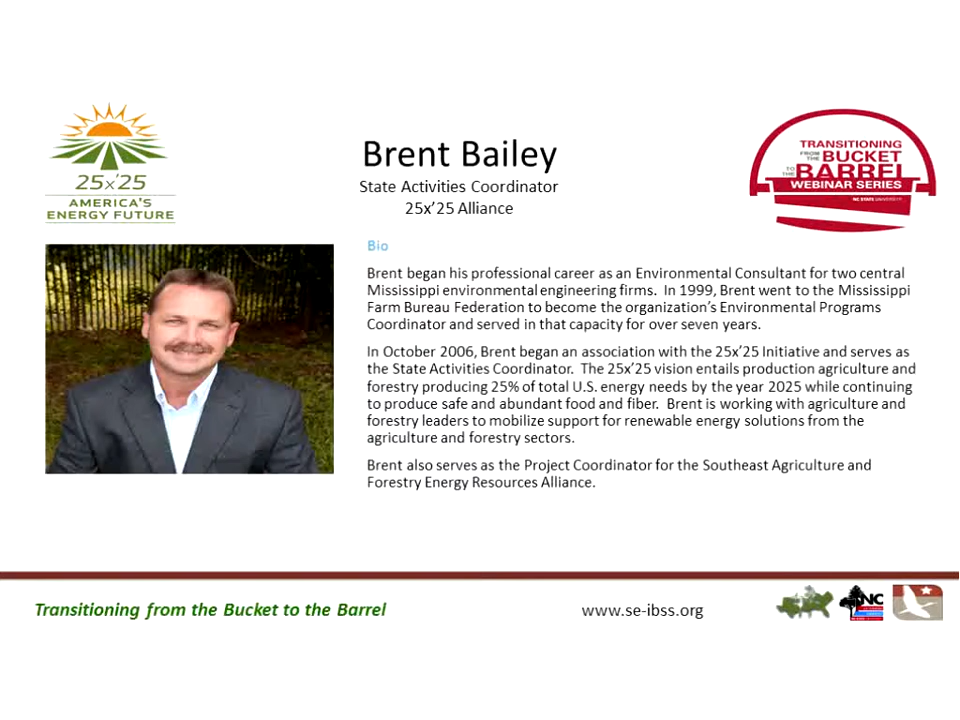 25x'25
AMERICA'S
ENERGY FUTURE
Brent Bailey
State Activities Coordinator
25x'25 Alliance
TRANSITIONING
FROM THE BUCKET
TO THE BARREL
WEBINAR SERIES
NC STATE UNIVERSITY
Bio
Brent began his professional career as an Environmental Consultant for two central
Mississippi environmental engineering firms. In 1999, Brent went to the Mississippi
Farm Bureau Federation to become the organization's Environmental Programs
Coordinator and served in that capacity for over seven years.
In October 2006, Brent began an association with the 25x'25 Initiative and serves as
the State Activities Coordinator. The 25x'25 vision entails production agriculture and
forestry producing 25% of total U.S. energy needs by the year 2025 while continuing
to produce safe and abundant food and fiber. Brent is working with agriculture and
forestry leaders to mobilize support for renewable energy solutions from the
agriculture and forestry sectors.
Brent also serves as the Project Coordinator for the Southeast Agriculture and
Forestry Energy Resources Alliance.
Transitioning from the Bucket to the Barrel
www.se-ibss.org
NC